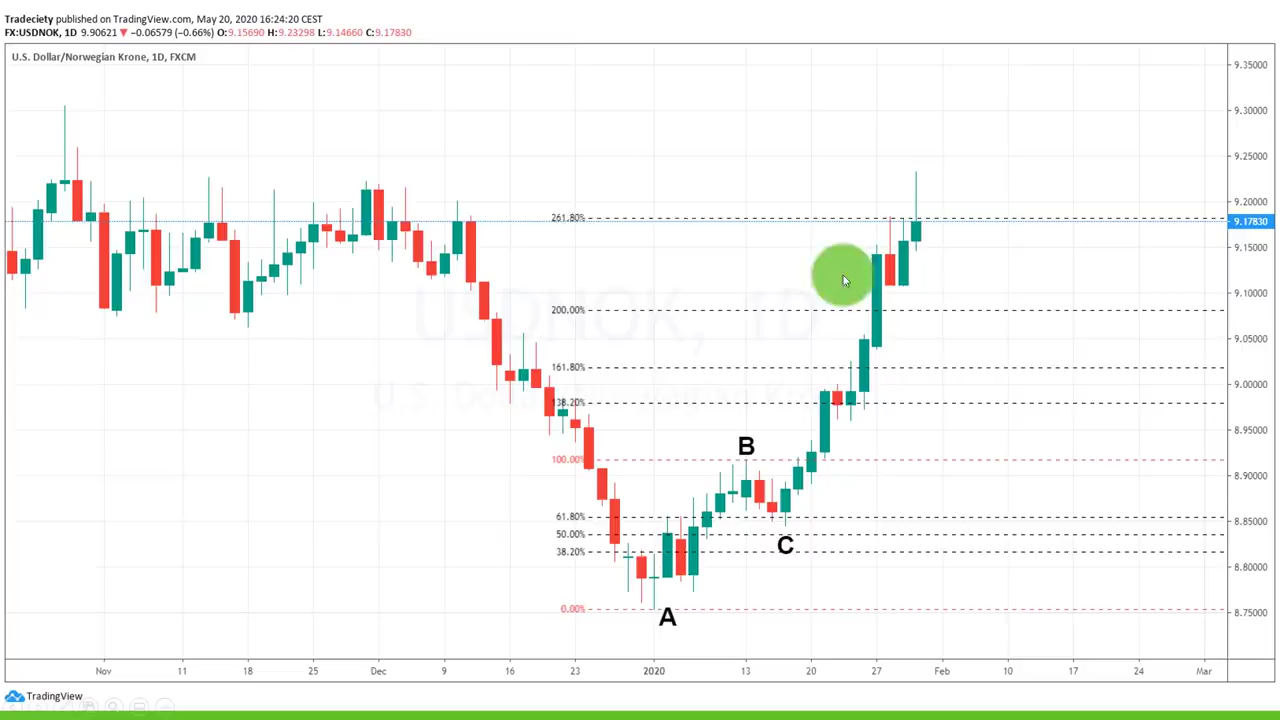 Tradeciety published on TradingView.com, May 20, 2020 16:24:20 CEST
FX:USDNOK, 1D 9.90621 ▼ −0.06579 (−0.66%) O:9.15690 H:9.23298 L:9.14660 C:9.17830
U.S. Dollar/Norwegian Krone, 1D, FXCM
9.35000
9.30000
9.25000
9.20000
261.80%
9.17830
9.15000
USDNOK, 1D
9.10000
200.00%
9.05000
161.80%
9.00000
138.20%
8.95000
B
100.00%
8.90000
61.80%
8.85000
50.00%
C
38.20%
8.80000
0.00%
8.75000
A
Nov 11 18 25 Dec 9 16 23 2020 13 20 27 Feb 10 17 24 Mar
TradingView